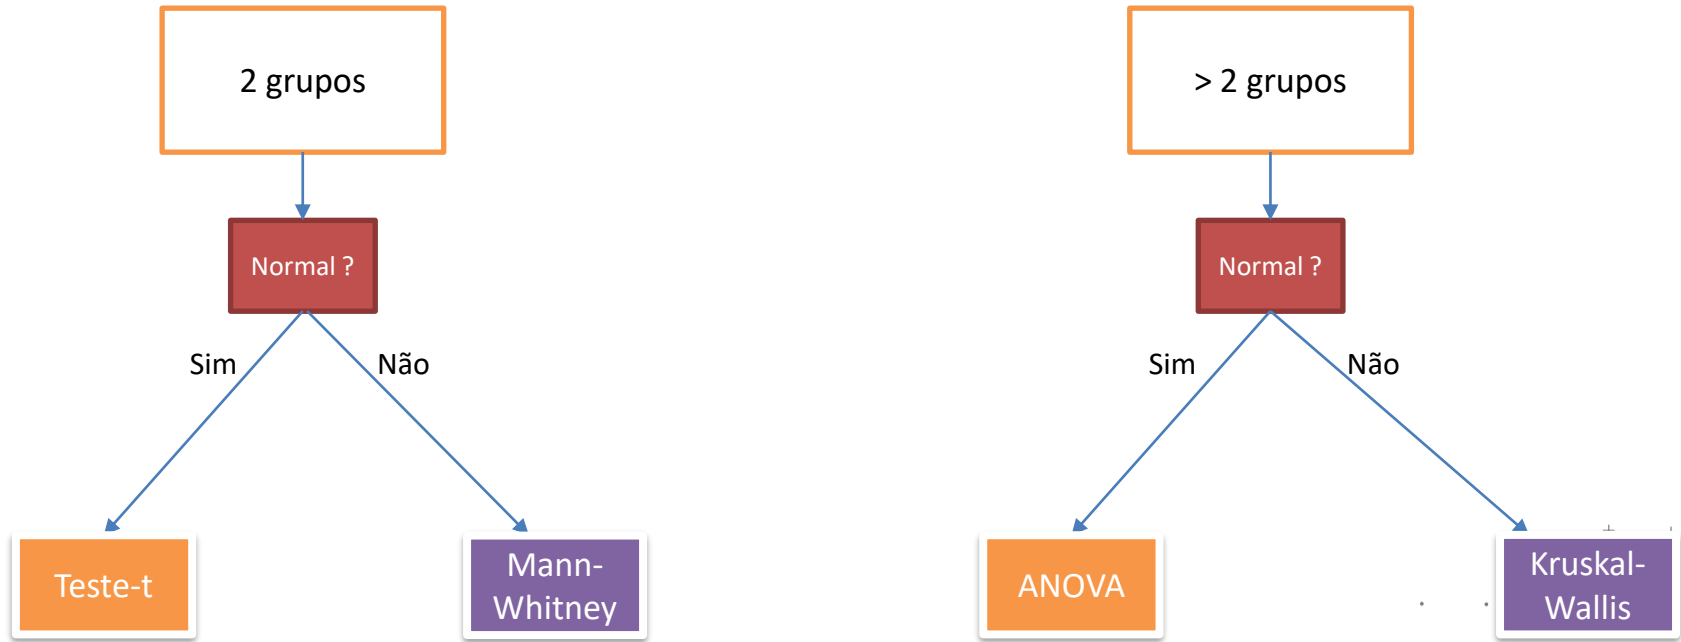 2 grupos
> 2 grupos
Normal ?
Normal ?
Sim
Não
Sim
Não
Teste-t
Mann-
Whitney
ANOVA
Kruskal-
Wallis